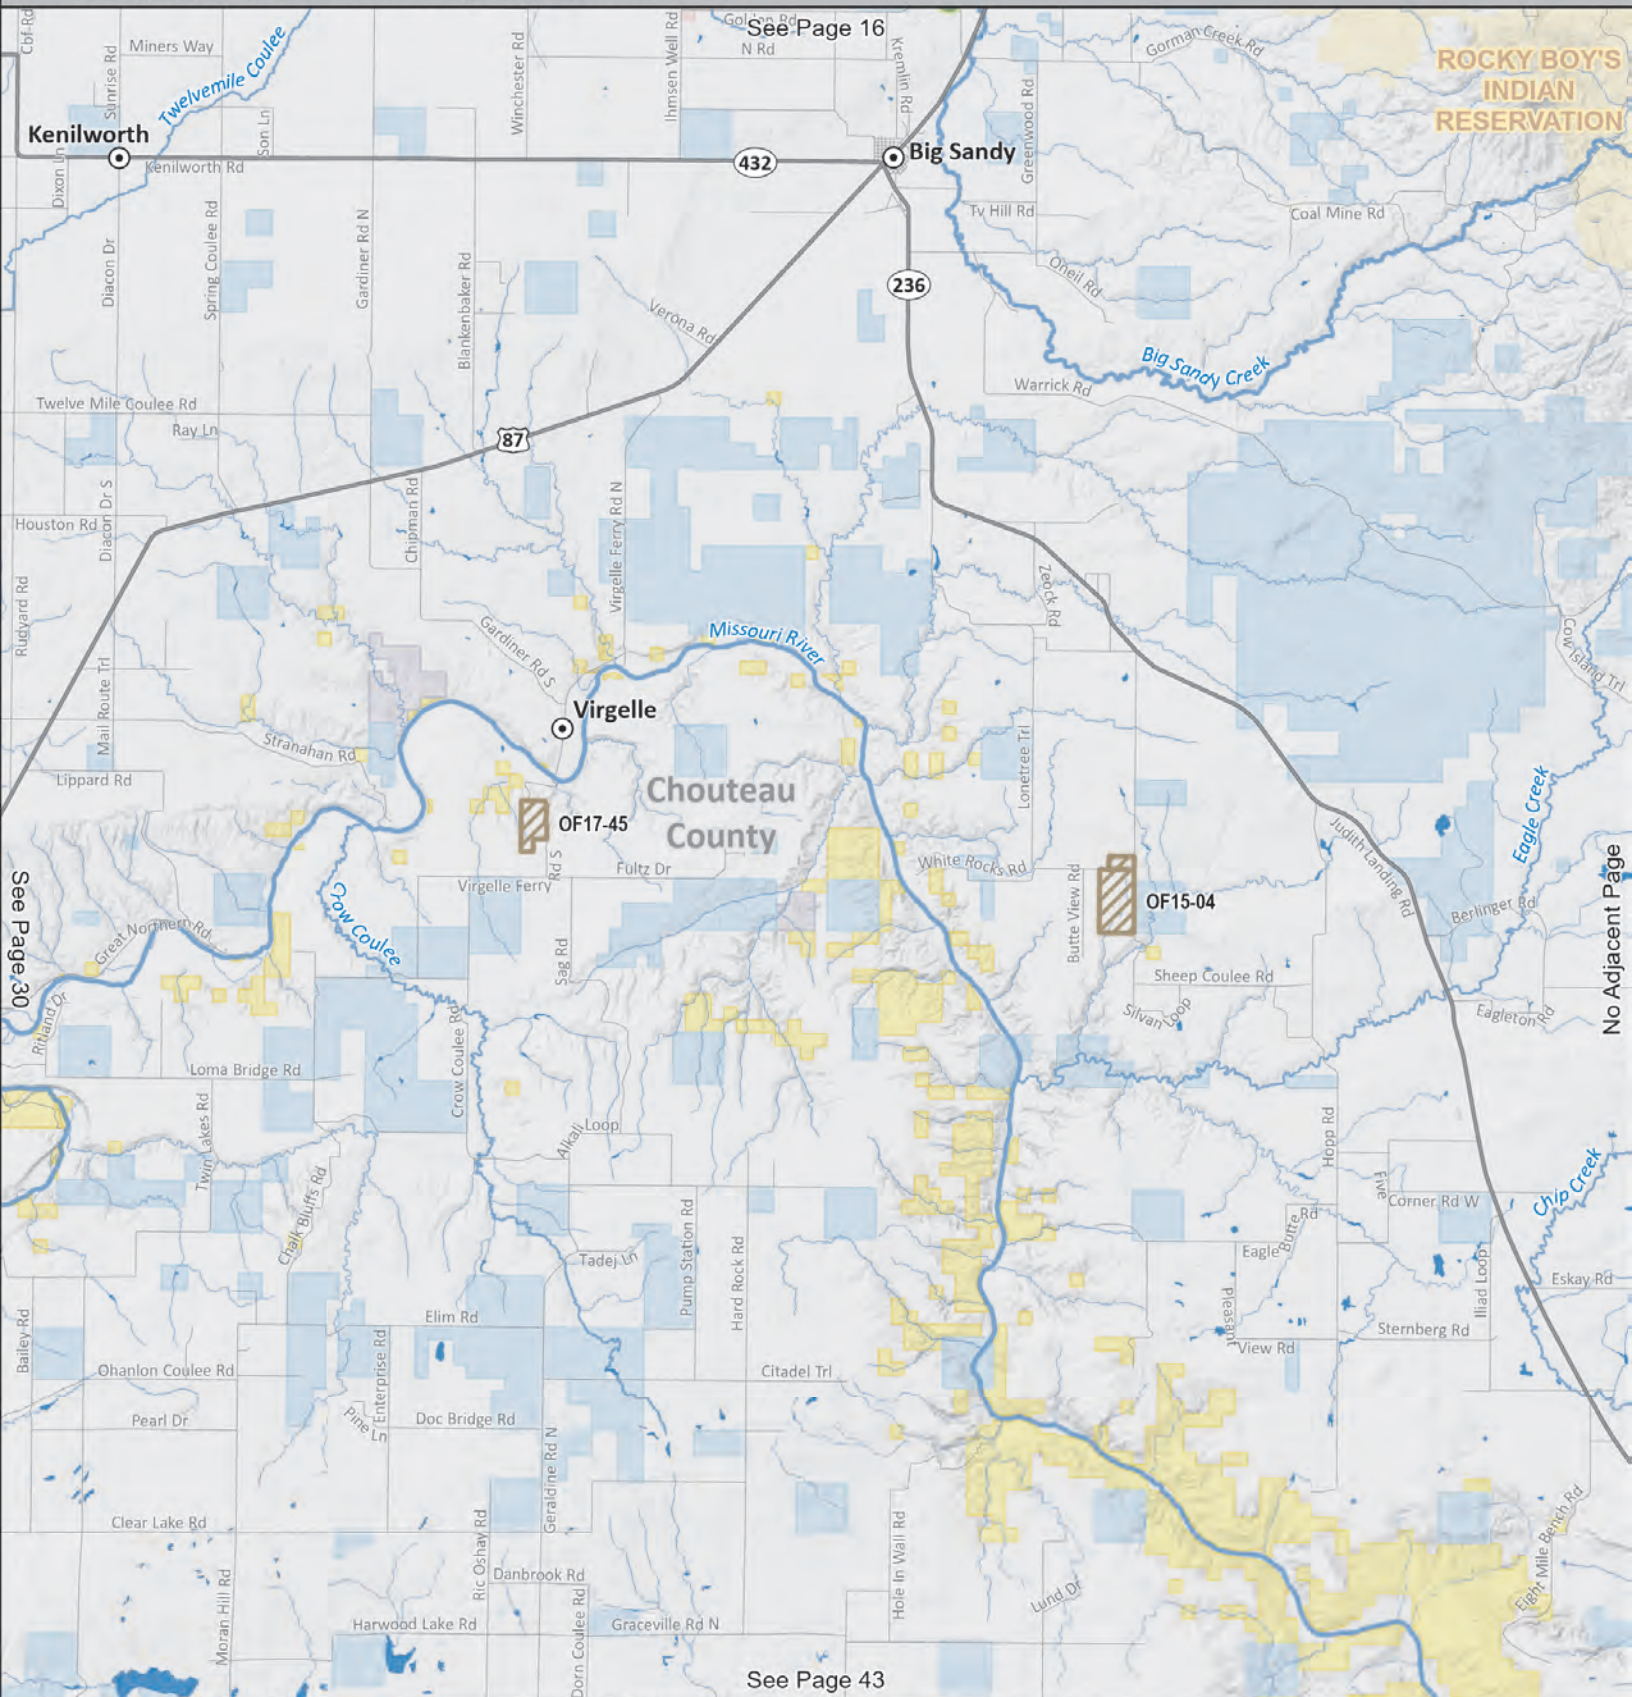 Cbf-Rd
Miners Way
Sunrise Rd
Twelvemile Coulee
Winchester Rd
Ihmsen Well Rd
See Page 16
N Rd
Kremlin Rd
Gorman Creek Rd
Greenwood Rd
ROCKY BOY'S
INDIAN
RESERVATION
Kenilworth
Son Ln
Dixon Ln
Kenilworth Rd
432
Big Sandy
Tv Hill Rd
Coal Mine Rd
Diacon Dr
Spring Coulee Rd
Gardiner Rd N
Blankenbaker Rd
Verona Rd
236
Oneil Rd
Big Sandy Creek
Warrick Rd
Twelve Mile Coulee Rd
Ray Ln
87
Houston Rd
Diacon Dr S
Chipman Rd
Virgelle Ferry Rd N
Zeock Rd
Rudyard Rd
Gardiner Rd S
Missouri River
Cow Island Trl
Mail Route Trl
Virgelle
Stranahan Rd
Lippard Rd
Chouteau
County
Lonetree Trl
Eagle Creek
OF17-45
Judith Landing Rd
See Page 30
Fultz Dr
Virgelle Ferry
Rd S
White Rocks Rd
Butte View Rd
OF15-04
Berlinger Rd
No Adjacent Page
Crow Coulee
Great Northern Rd
Sag Rd
Sheep Coulee Rd
Silvan Loop
Eagleton Rd
Ritland Dr
Loma Bridge Rd
Crow Coulee Rd
Twin Lakes Rd
Alkali Loop
Hopp Rd
Chalk Bluffs Rd
Five
Corner Rd W
Chip Creek
Pump Station Rd
Hard Rock Rd
Tadej Ln
Eagle Butte Rd
Iliad Loop
Eskay Rd
Bailey Rd
Elim Rd
Enterprise Rd
Pleasant
View Rd
Sternberg Rd
Ohanlon Coulee Rd
Citadel Trl
Pearl Dr
Pine Ln
Doc Bridge Rd
Geraldine Rd N
Clear Lake Rd
Ric Oshay Rd
Hole In Wall Rd
Eight Mile Bench Rd
Danbrook Rd
Moran Hill Rd
Lund Dr
Harwood Lake Rd
Dorn Coulee Rd
Graceville Rd N
See Page 43